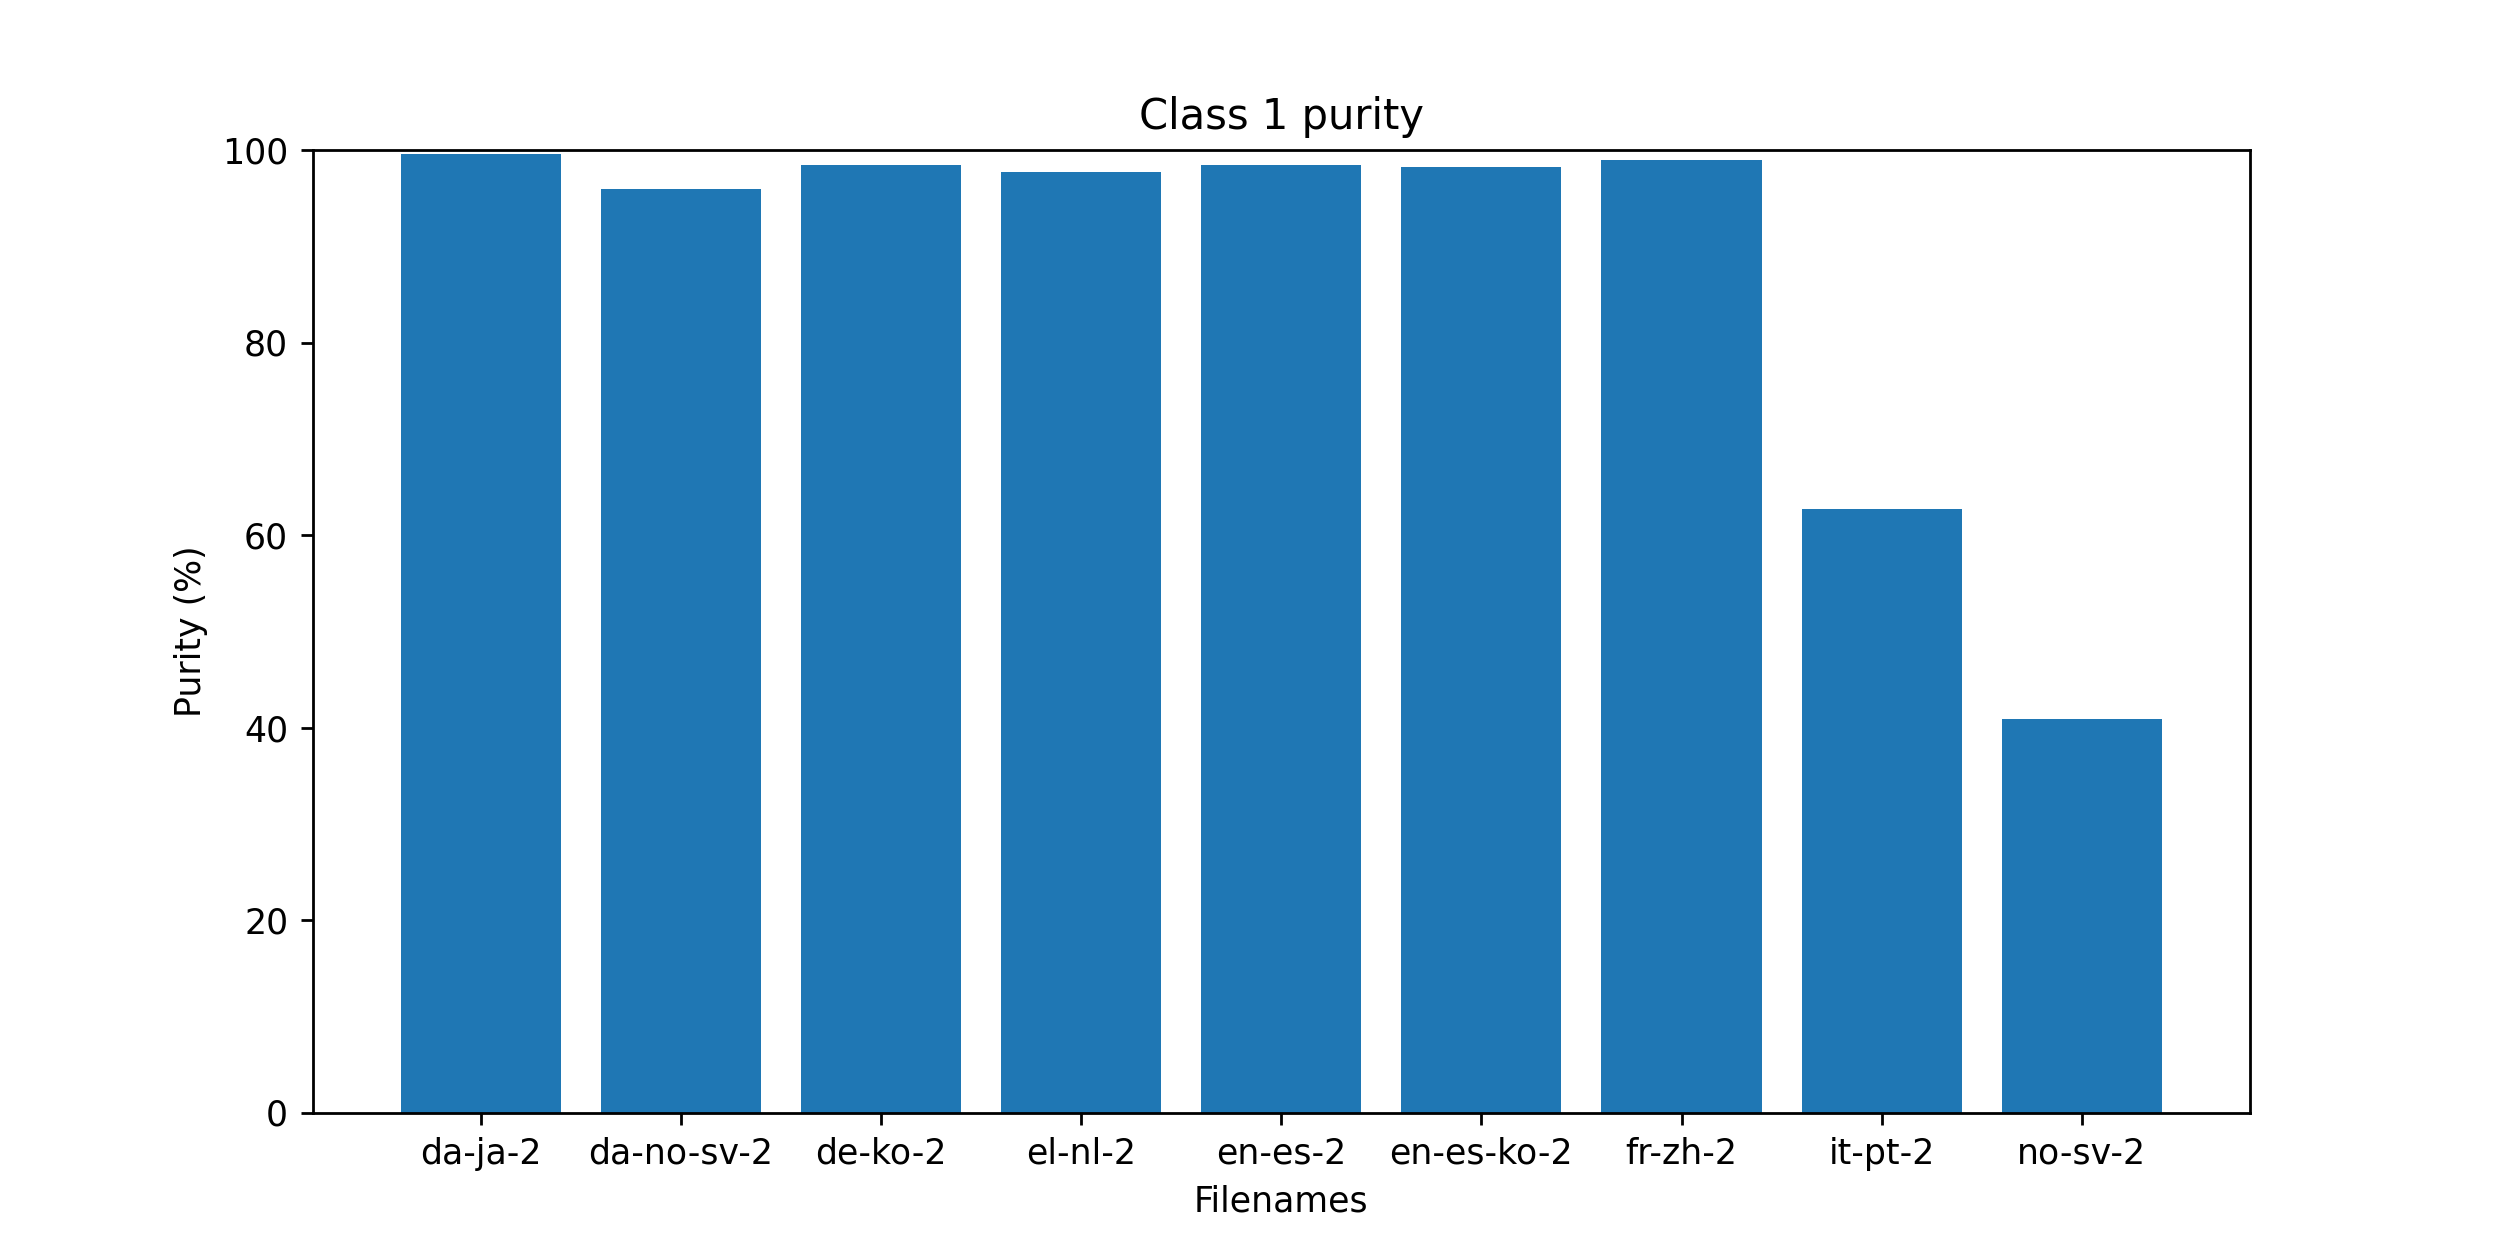 Class 1 purity
100
80
60
40
20
0
Purity (%)
da-ja-2 da-no-sv-2 de-ko-2 el-nl-2 en-es-2 en-es-ko-2 fr-zh-2 it-pt-2 no-sv-2
Filenames